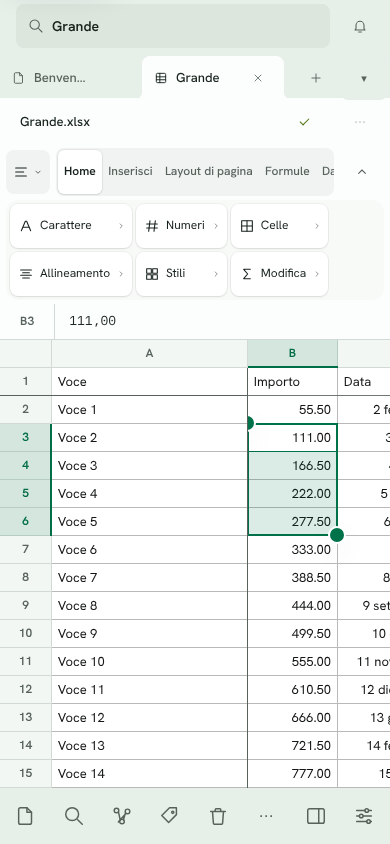 Grande
Benven...
Grande
Grande.xlsx
Home Inserisci Layout di pagina Formule Da
Carattere Numeri Celle
Allineamento Stili Modifica
B3 111,00
A B
1 Voce Importo Data
2 Voce 1 55.50 2 f
3 Voce 2 111.00 3
4 Voce 3 166.50
5 Voce 4 222.00 5
6 Voce 5 277.50 6
7 Voce 6 333.00
8 Voce 7 388.50 8
9 Voce 8 444.00 9 set
10 Voce 9 499.50 10
11 Voce 10 555.00 11 no
12 Voce 11 610.50 12 di
13 Voce 12 666.00 13 g
14 Voce 13 721.50 14 f
15 Voce 14 777.00 15